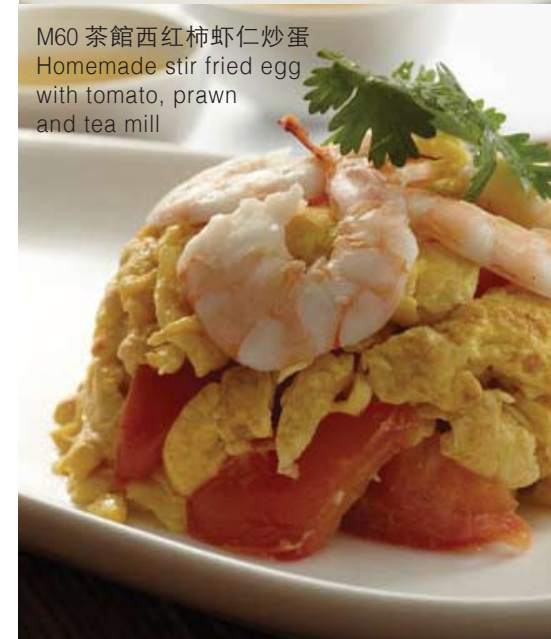 M60 茶館西红柿虾仁炒蛋
Homemade stir fried egg
with tomato, prawn
and tea mill